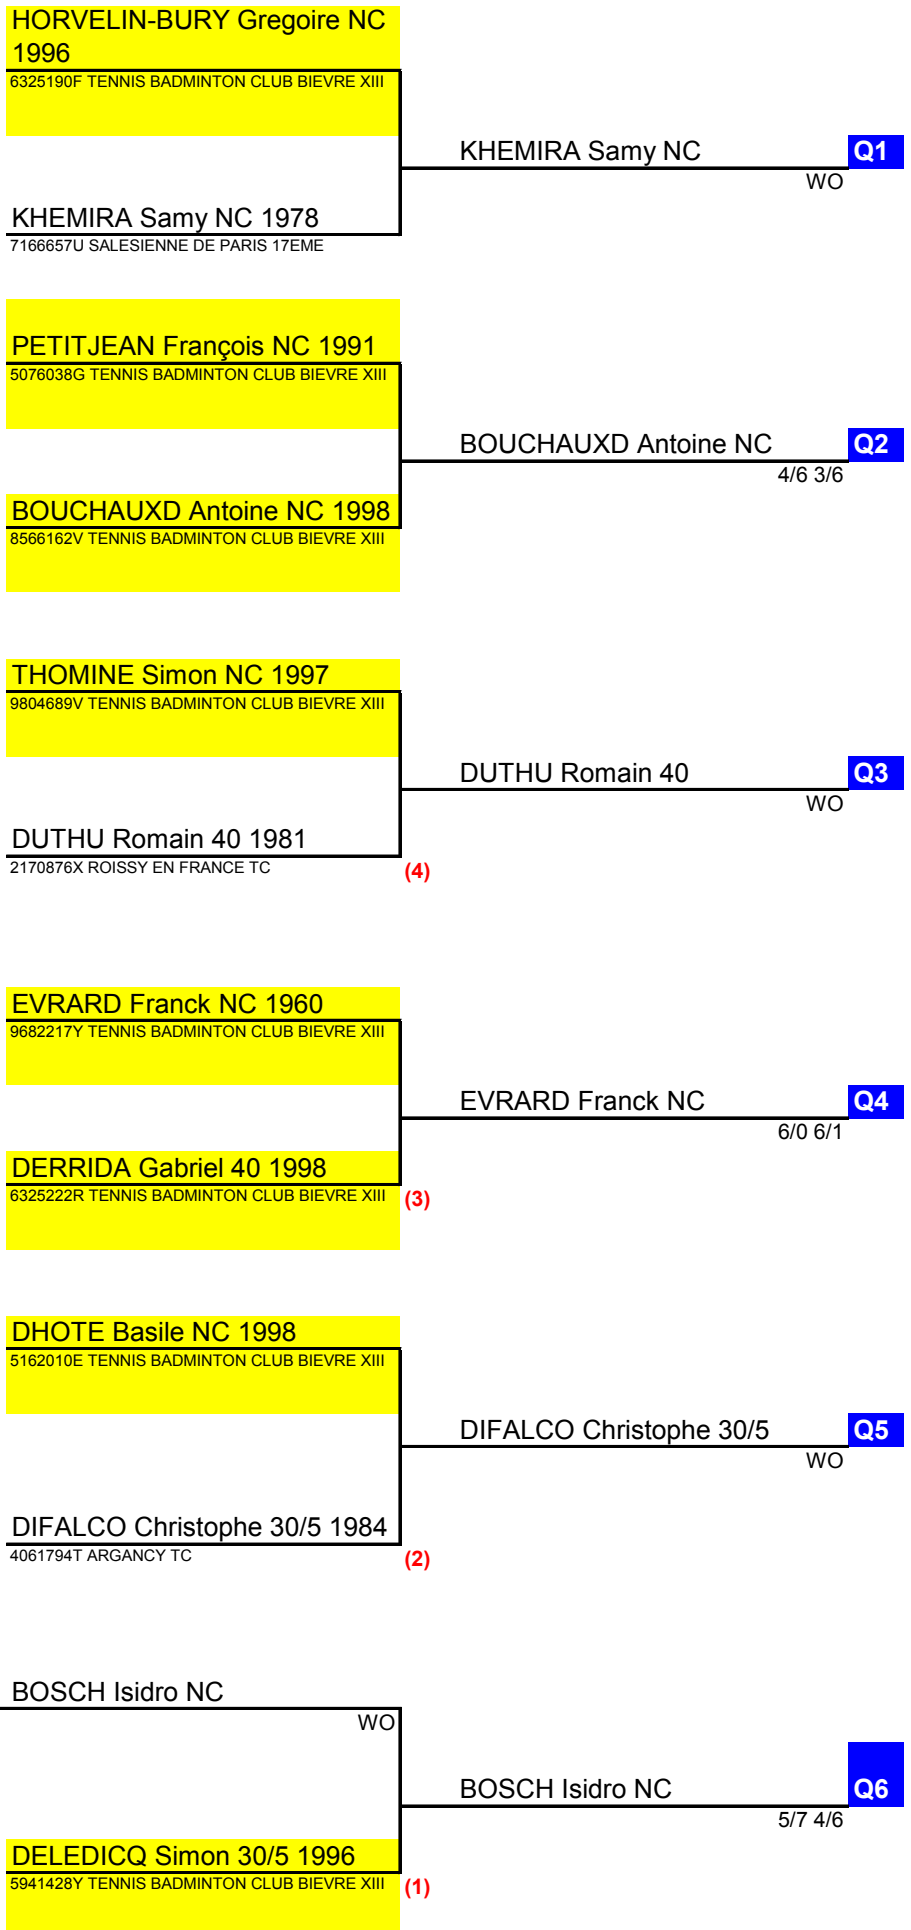 HORVELIN-BURY Gregoire NC
1996
6325190F TENNIS BADMINTON CLUB BIEVRE XIII
KHEMIRA Samy NC
Q1
WO
KHEMIRA Samy NC 1978
7166657U SALESIENNE DE PARIS 17EME
PETITJEAN François NC 1991
5076038G TENNIS BADMINTON CLUB BIEVRE XIII
BOUCHAUXD Antoine NC
Q2
4/6 3/6
BOUCHAUXD Antoine NC 1998
8566162V TENNIS BADMINTON CLUB BIEVRE XIII
THOMINE Simon NC 1997
9804689V TENNIS BADMINTON CLUB BIEVRE XIII
DUTHU Romain 40
Q3
WO
DUTHU Romain 40 1981
2170876X ROISSY EN FRANCE TC
(4)
EVRARD Franck NC 1960
9682217Y TENNIS BADMINTON CLUB BIEVRE XIII
EVRARD Franck NC
Q4
6/0 6/1
DERRIDA Gabriel 40 1998
6325222R TENNIS BADMINTON CLUB BIEVRE XIII
(3)
DHOTE Basile NC 1998
5162010E TENNIS BADMINTON CLUB BIEVRE XIII
DIFALCO Christophe 30/5
Q5
WO
DIFALCO Christophe 30/5 1984
4061794T ARGANCY TC
(2)
BOSCH Isidro NC
WO
BOSCH Isidro NC
Q6
5/7 4/6
DELEDICQ Simon 30/5 1996
5941428Y TENNIS BADMINTON CLUB BIEVRE XIII
(1)